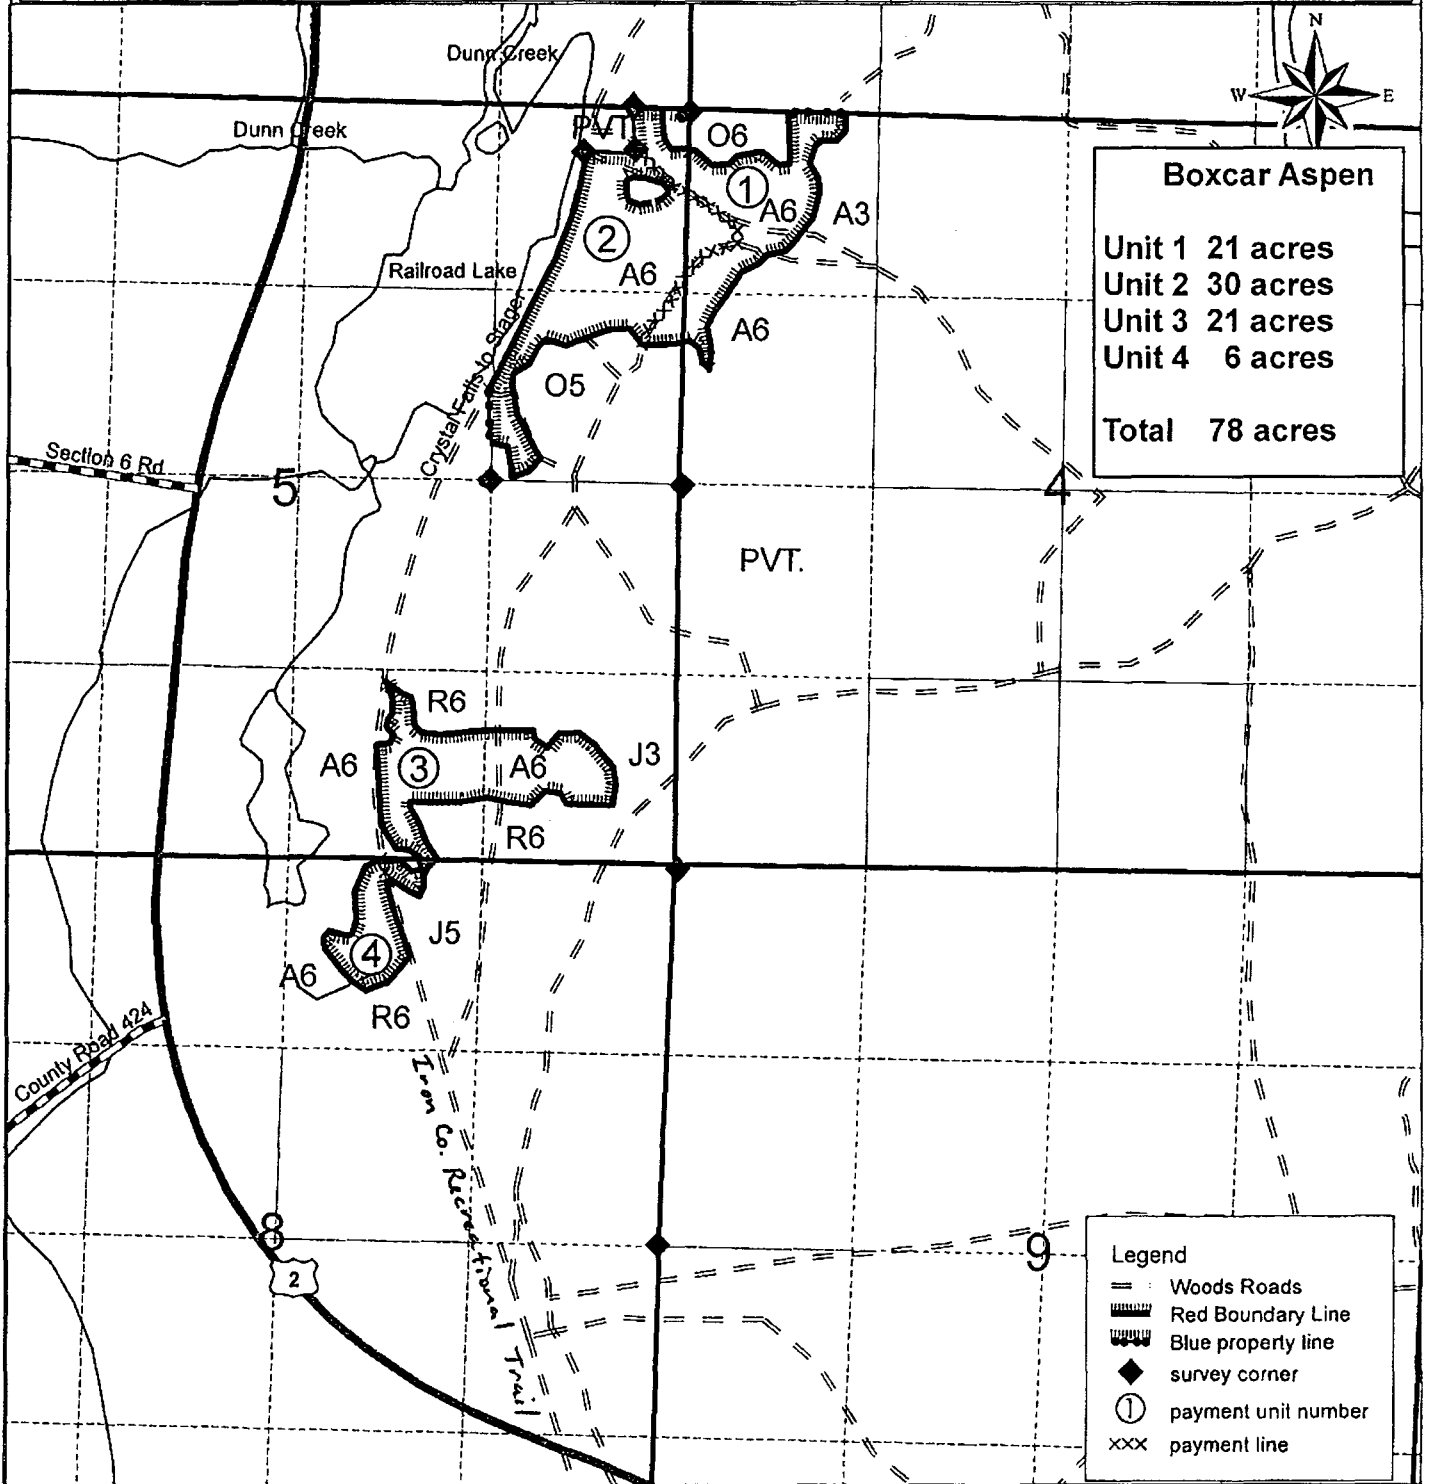 N
W E
Dunn Creek
Dunn Creek
PVT.
O6
1
A6
A3
2
A6
Railroad Lake
Crystal Falls to Stager
A6
O5
Boxcar Aspen
Unit 1 21 acres
Unit 2 30 acres
Unit 3 21 acres
Unit 4 6 acres
Total 78 acres
Section 6 Rd
5
4
PVT.
R6
A6
3
A6
J3
R6
J5
4
A6
R6
County Road 424
Iron Co. Recreational Trail
8
2
9
Legend
Woods Roads
Red Boundary Line
Blue property line
survey corner
1 payment unit number
xxx payment line